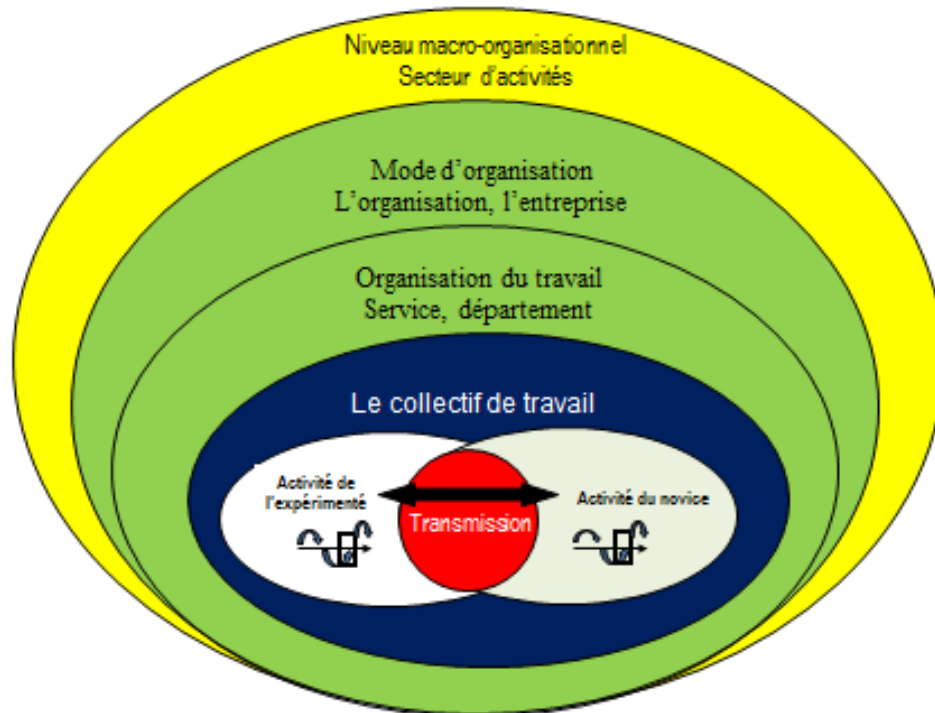 Niveau macro-organisationnel
Secteur d'activités
Mode d'organisation
L'organisation, l'entreprise
Organisation du travail
Service, département
Le collectif de travail
Activité de
l'expérimenté
Transmission
Activité du novice